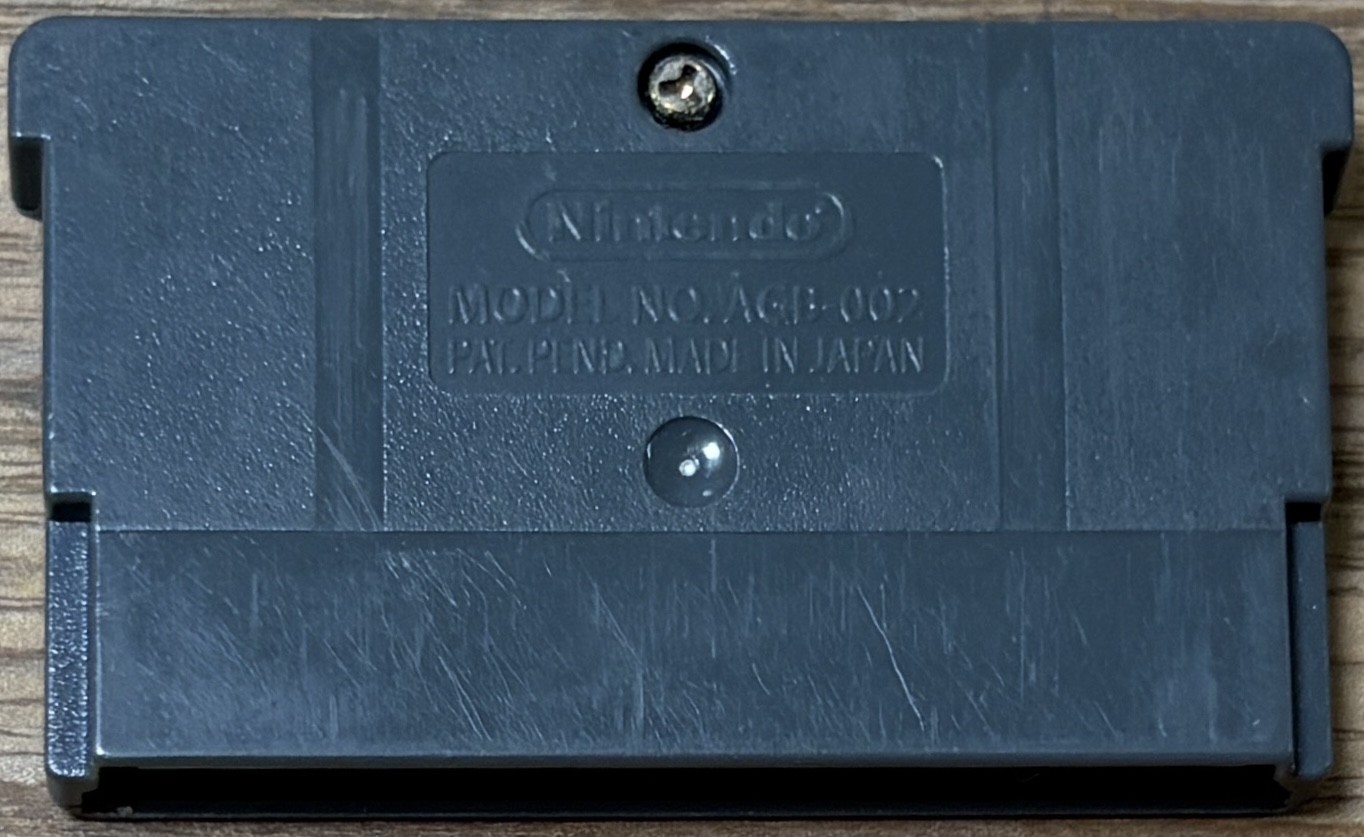 Nintendo®
MODEL NO. AGB-002
PAT. PEND. MADE IN JAPAN